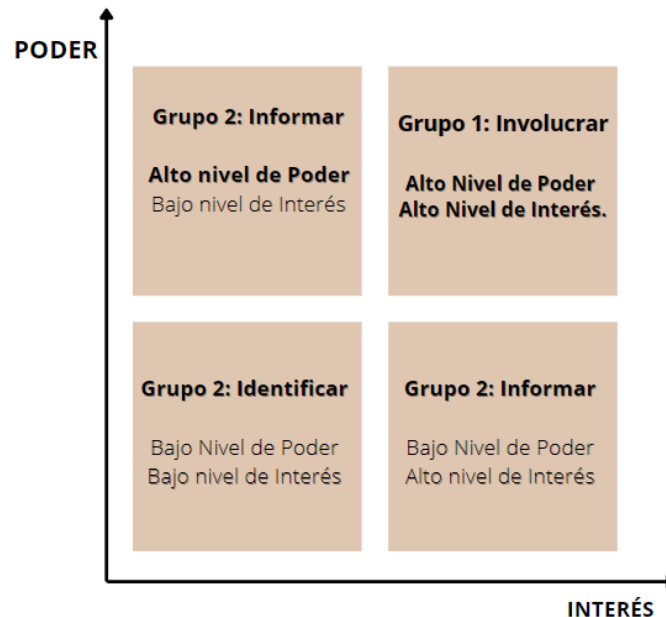 PODER
Grupo 2: Informar
Alto nivel de Poder
Bajo nivel de Interés
Grupo 1: Involucrar
Alto Nivel de Poder
Alto Nivel de Interés.
Grupo 2: Identificar
Bajo Nivel de Poder
Bajo nivel de Interés
Grupo 2: Informar
Bajo Nivel de Poder
Alto nivel de Interés
INTERÉS